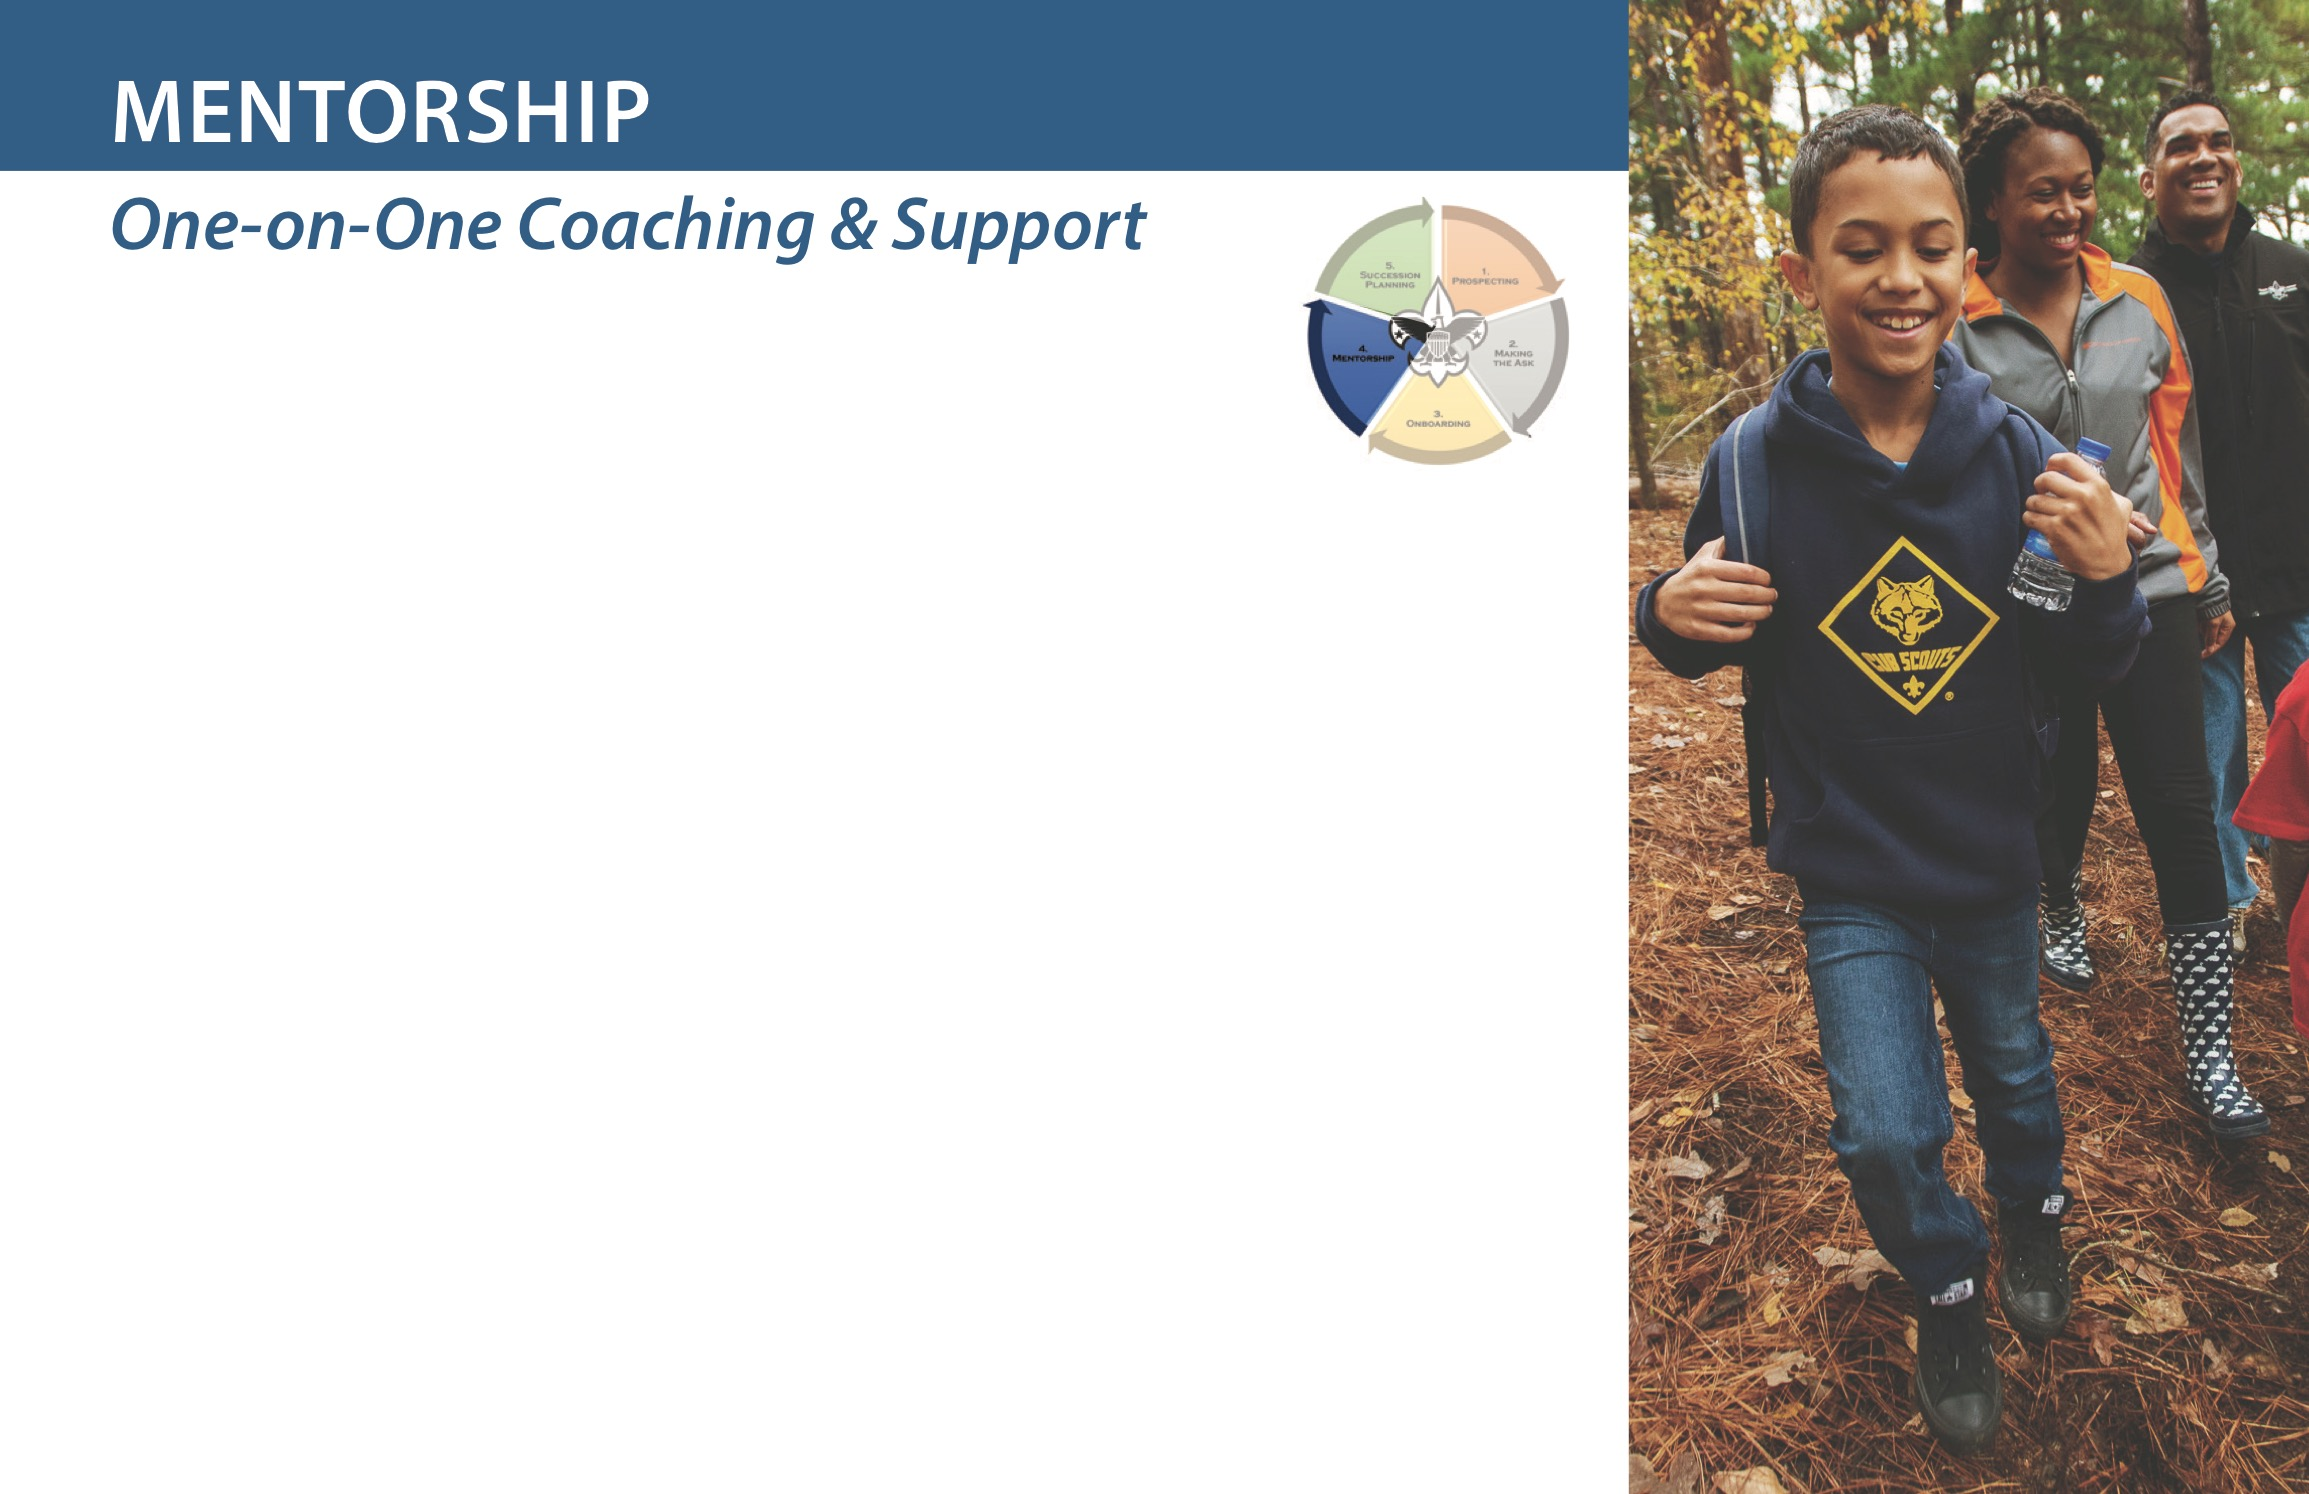 MENTORSHIP
One-on-One Coaching & Support
5.
SUCCESSION
PLANNING
1.
PROSPECTING
4.
MENTORSHIP
2.
MAKING
THE ASK
3.
ONBOARDING
CUB SCOUTS
®